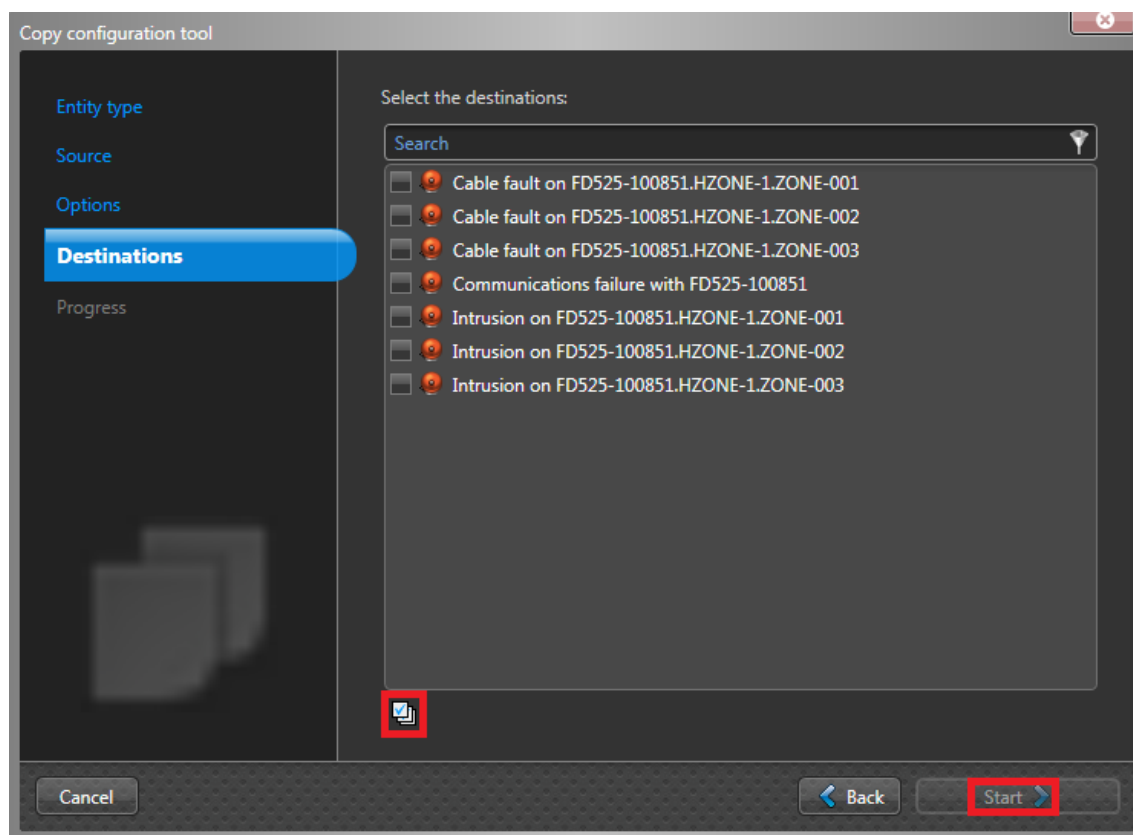 Copy configuration tool
Entity type
Source
Options
Destinations
Progress
Select the destinations:
Search
Cable fault on FD525-100851.HZONE-1.ZONE-001
Cable fault on FD525-100851.HZONE-1.ZONE-002
Cable fault on FD525-100851.HZONE-1.ZONE-003
Communications failure with FD525-100851
Intrusion on FD525-100851.HZONE-1.ZONE-001
Intrusion on FD525-100851.HZONE-1.ZONE-002
Intrusion on FD525-100851.HZONE-1.ZONE-003
Cancel
Back
Start